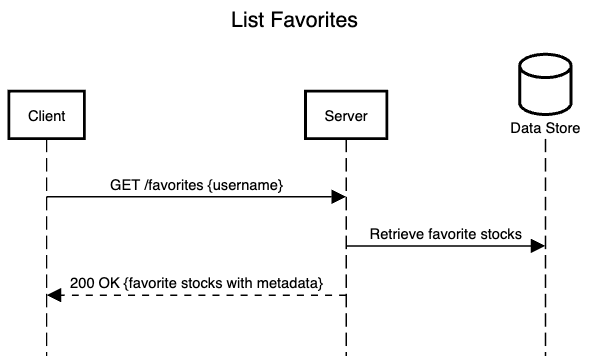 List Favorites
Client
Server
Data Store
GET /favorites {username}
Retrieve favorite stocks
200 OK {favorite stocks with metadata}